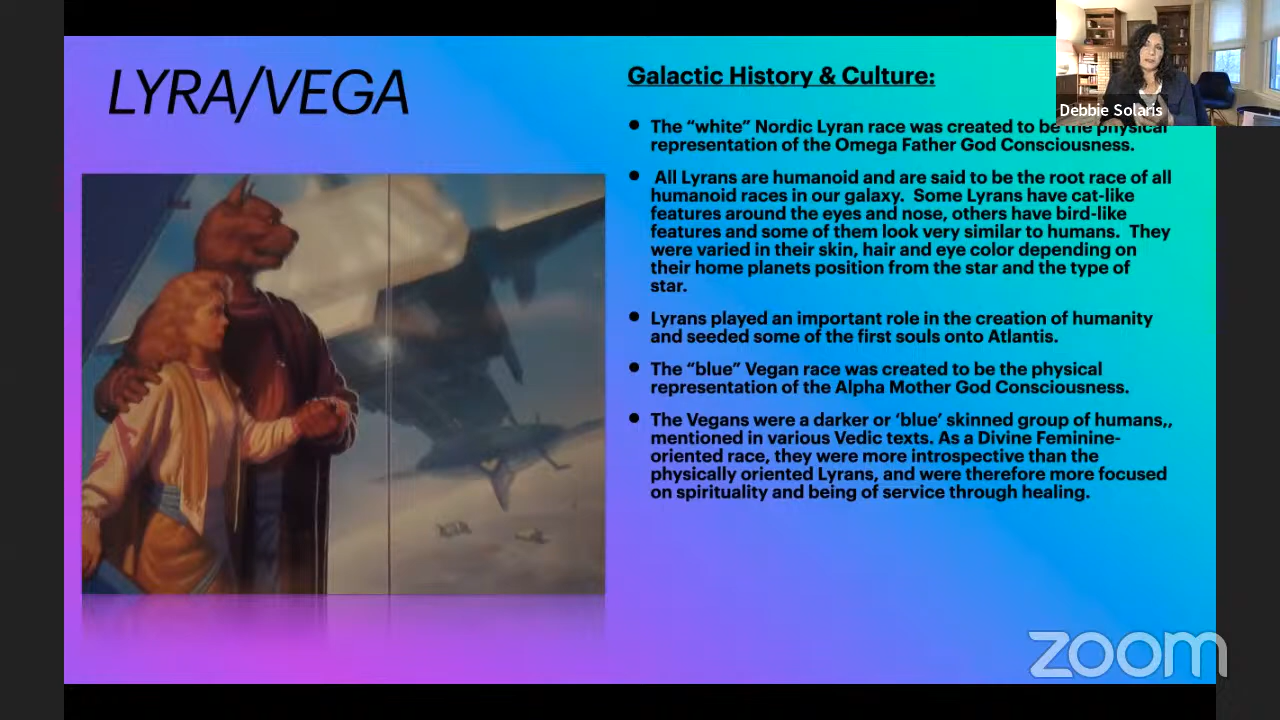 LYRA/VEGA
Galactic History & Culture:
Debbie Solaris
• The “white” Nordic Lyran race was created to be the physical
representation of the Omega Father God Consciousness.
• All Lyrans are humanoid and are said to be the root race of all
humanoid races in our galaxy. Some Lyrans have cat-like
features around the eyes and nose, others have bird-like
features and some of them look very similar to humans. They
were varied in their skin, hair and eye color depending on
their home planets position from the star and the type of
star.
• Lyrans played an important role in the creation of humanity
and seeded some of the first souls onto Atlantis.
• The “blue” Vegan race was created to be the physical
representation of the Alpha Mother God Consciousness.
• The Vegans were a darker or ‘blue’ skinned group of humans,,
mentioned in various Vedic texts. As a Divine Feminine-
oriented race, they were more introspective than the
physically oriented Lyrans, and were therefore more focused
on spirituality and being of service through healing.
zoom